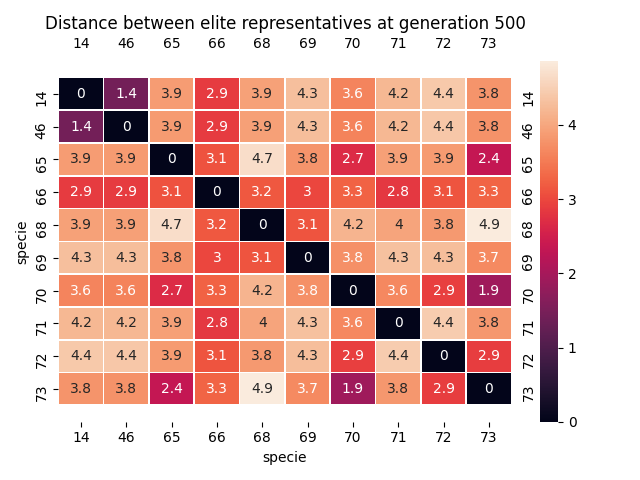 Distance between elite representatives at generation 500
14 46 65 66 68 69 70 71 72 73
14 0 1.4 3.9 2.9 3.9 4.3 3.6 4.2 4.4 3.8 14
46 1.4 0 3.9 2.9 3.9 4.3 3.6 4.2 4.4 3.8 46
65 3.9 3.9 0 3.1 4.7 3.8 2.7 3.9 3.9 2.4 65
66 2.9 2.9 3.1 0 3.2 3 3.3 2.8 3.1 3.3 66
68 3.9 3.9 4.7 3.2 0 3.1 4.2 4 3.8 4.9 68
69 4.3 4.3 3.8 3 3.1 0 3.8 4.3 4.3 3.7 69
70 3.6 3.6 2.7 3.3 4.2 3.8 0 3.6 2.9 1.9 70
71 4.2 4.2 3.9 2.8 4 4.3 3.6 0 4.4 3.8 71
72 4.4 4.4 3.9 3.1 3.8 4.3 2.9 4.4 0 2.9 72
73 3.8 3.8 2.4 3.3 4.9 3.7 1.9 3.8 2.9 0 73
14 46 65 66 68 69 70 71 72 73
specie
specie
4
3
2
1
0